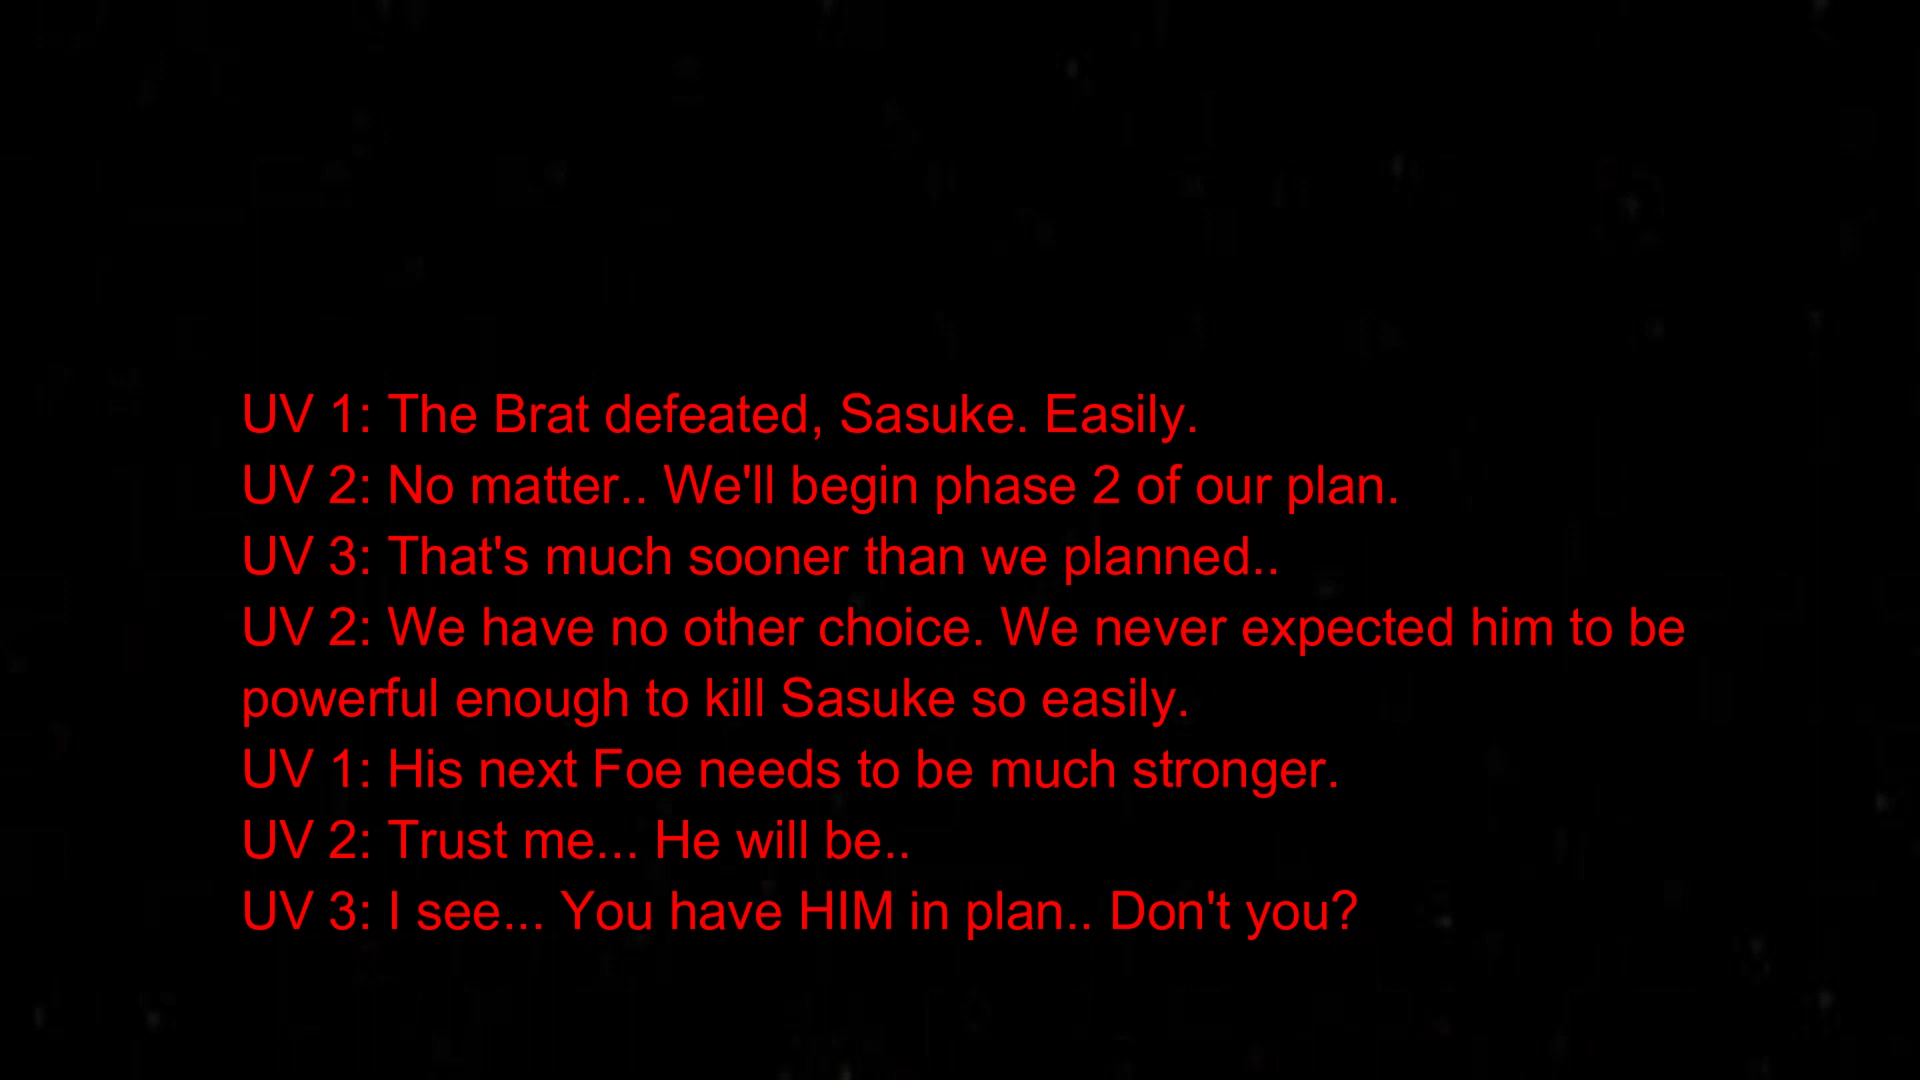 UV 1: The Brat defeated, Sasuke. Easily.
UV 2: No matter.. We'll begin phase 2 of our plan.
UV 3: That's much sooner than we planned..
UV 2: We have no other choice. We never expected him to be
powerful enough to kill Sasuke so easily.
UV 1: His next Foe needs to be much stronger.
UV 2: Trust me... He will be..
UV 3: I see... You have HIM in plan.. Don't you?